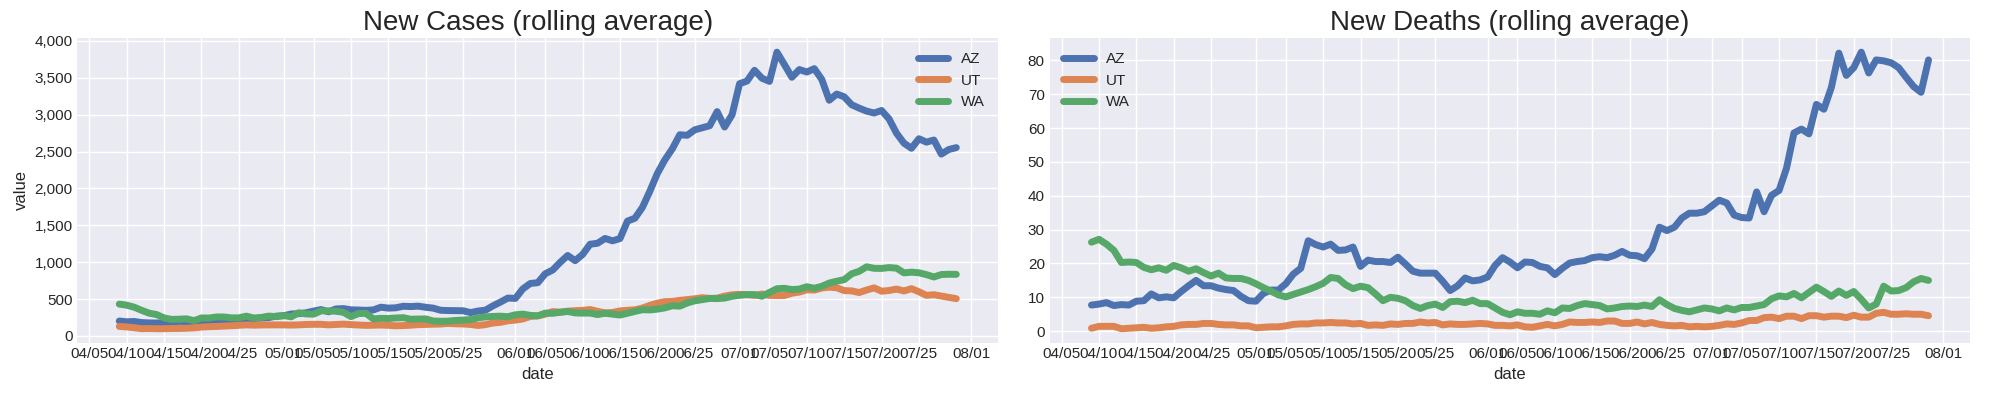 New Cases (rolling average)
4,000
3,500
3,000
2,500
2,000
1,500
1,000
500
0
value
AZ
UT
WA
04/05 04/10 04/15 04/20 04/25 05/01 05/05 05/10 05/15 05/20 05/25 06/01 06/05 06/10 06/15 06/20 06/25 07/01 07/05 07/10 07/15 07/20 07/25 08/01
date
New Deaths (rolling average)
80
70
60
50
40
30
20
10
0
AZ
UT
WA
04/05 04/10 04/15 04/20 04/25 05/01 05/05 05/10 05/15 05/20 05/25 06/01 06/05 06/10 06/15 06/20 06/25 07/01 07/05 07/10 07/15 07/20 07/25 08/01
date